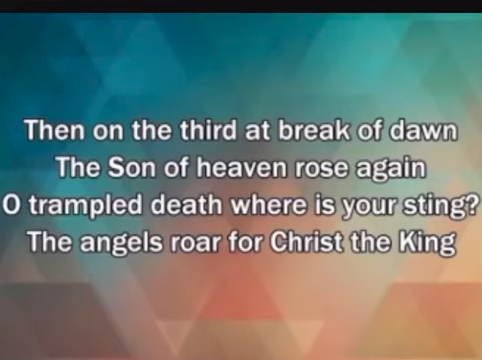 Then on the third at break of dawn
The Son of heaven rose again
O trampled death where is your sting?
The angels roar for Christ the King